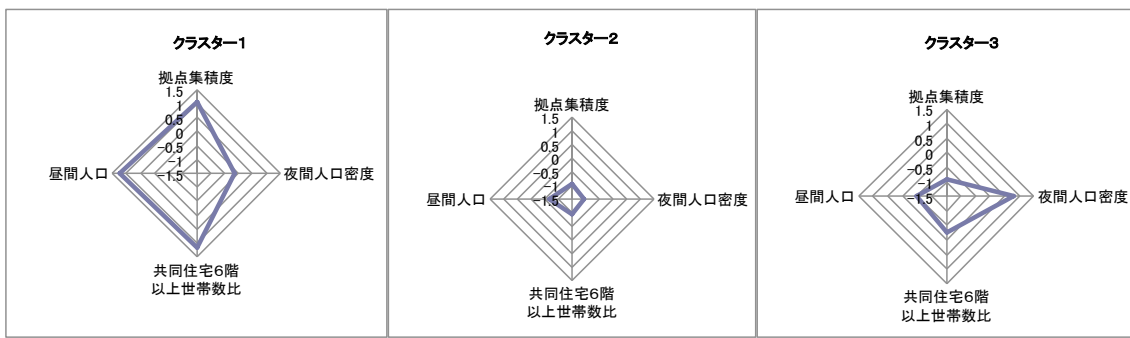 クラスター1
拠点集積度
1.5
1
0.5
0
-0.5
-1
-1.5
昼間人口
夜間人口密度
共同住宅6階
以上世帯数比
クラスター2
拠点集積度
1.5
1
0.5
0
-0.5
-1
-1.5
昼間人口
夜間人口密度
共同住宅6階
以上世帯数比
クラスター3
拠点集積度
1.5
1
0.5
0
-0.5
-1
-1.5
昼間人口
夜間人口密度
共同住宅6階
以上世帯数比